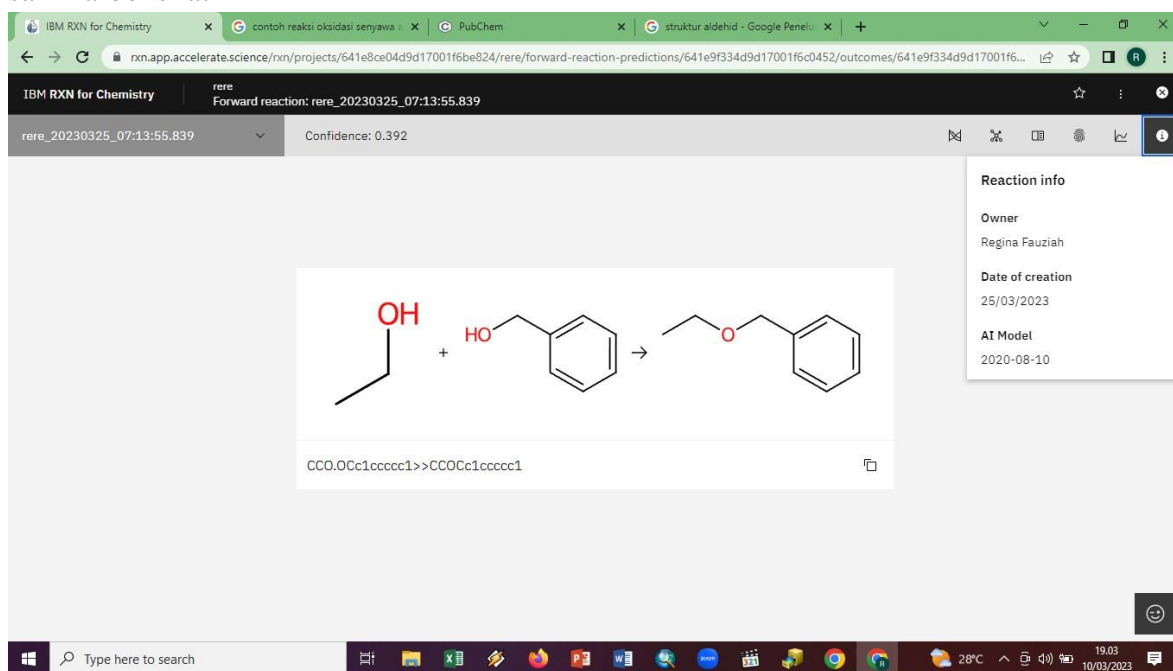 IBM RXN for Chemistry
contoh reaksi oksidasi senyawa a
PubChem
struktur aldehid - Google Penelu
rxn.app.accelerate.science/rxn/projects/641e8ce04d9d17001f6be824/rere/forward-reaction-predictions/641e9f334d9d17001f6c0452/outcomes/641e9f334d9d17001f6...
R
IBM RXN for Chemistry
rere
Forward reaction: rere_20230325_07:13:55.839
rere_20230325_07:13:55.839
Confidence: 0.392
Reaction info
Owner
Regina Fauziah
Date of creation
25/03/2023
AI Model
2020-08-10
OH
+
HO
→
O
CCO.OCc1ccccc1>>CCOCc1ccccc1
Type here to search
28°C
19.03
10/03/2023